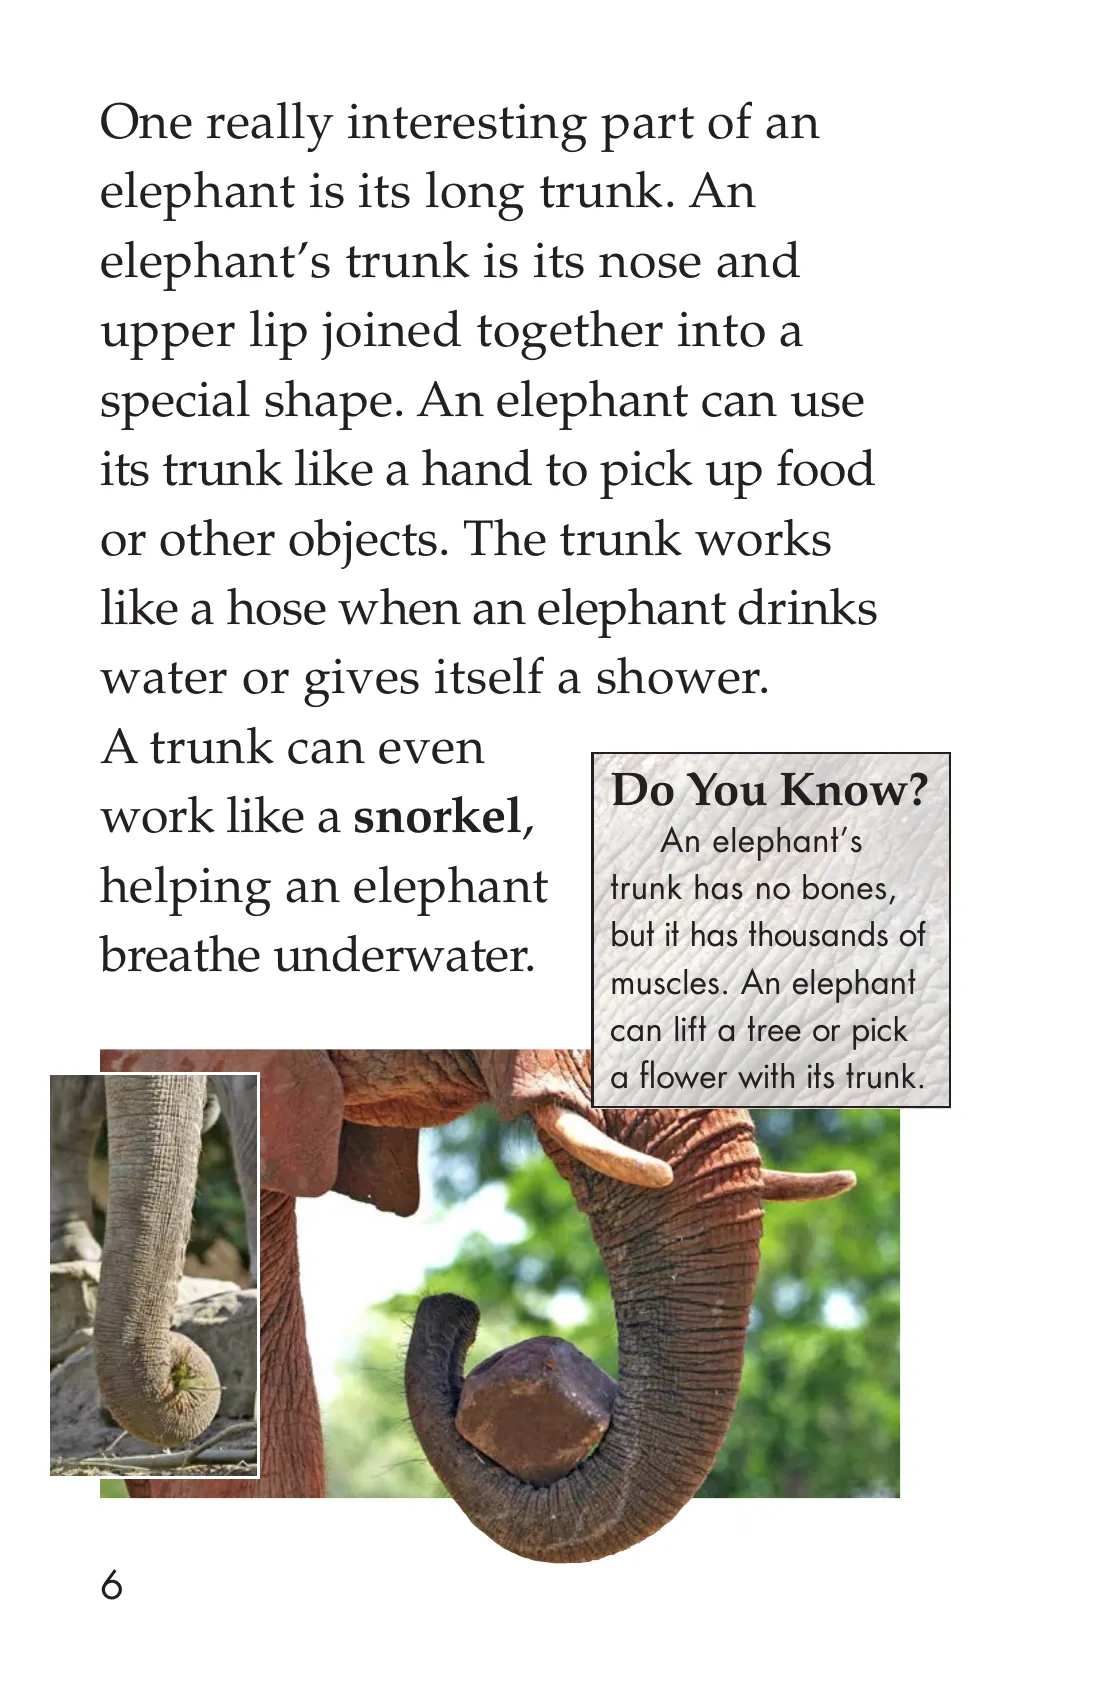 One really interesting part of an
elephant is its long trunk. An
elephant’s trunk is its nose and
upper lip joined together into a
special shape. An elephant can use
its trunk like a hand to pick up food
or other objects. The trunk works
like a hose when an elephant drinks
water or gives itself a shower.
A trunk can even
work like a snorkel,
helping an elephant
breathe underwater.
Do You Know?
An elephant’s
trunk has no bones,
but it has thousands of
muscles. An elephant
can lift a tree or pick
a flower with its trunk.
6